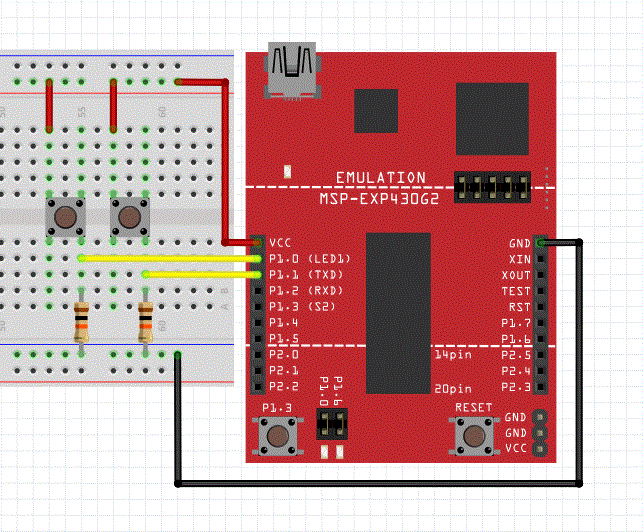 50
55
60
EMULATION
MSP-EXP430G2
VCC
P1.0 (LED1)
P1.1 (TXD)
P1.2 (RXD)
P1.3 (S2)
P1.4
P1.5
P2.0
P2.1
P2.2
GND
XIN
XOUT
TEST
RST
P1.7
P1.6
P2.5
P2.4
P2.3
14pin
20pin
B
A
50
60
P1.0
P1.6
P1.3
RESET
GND
GND
VCC